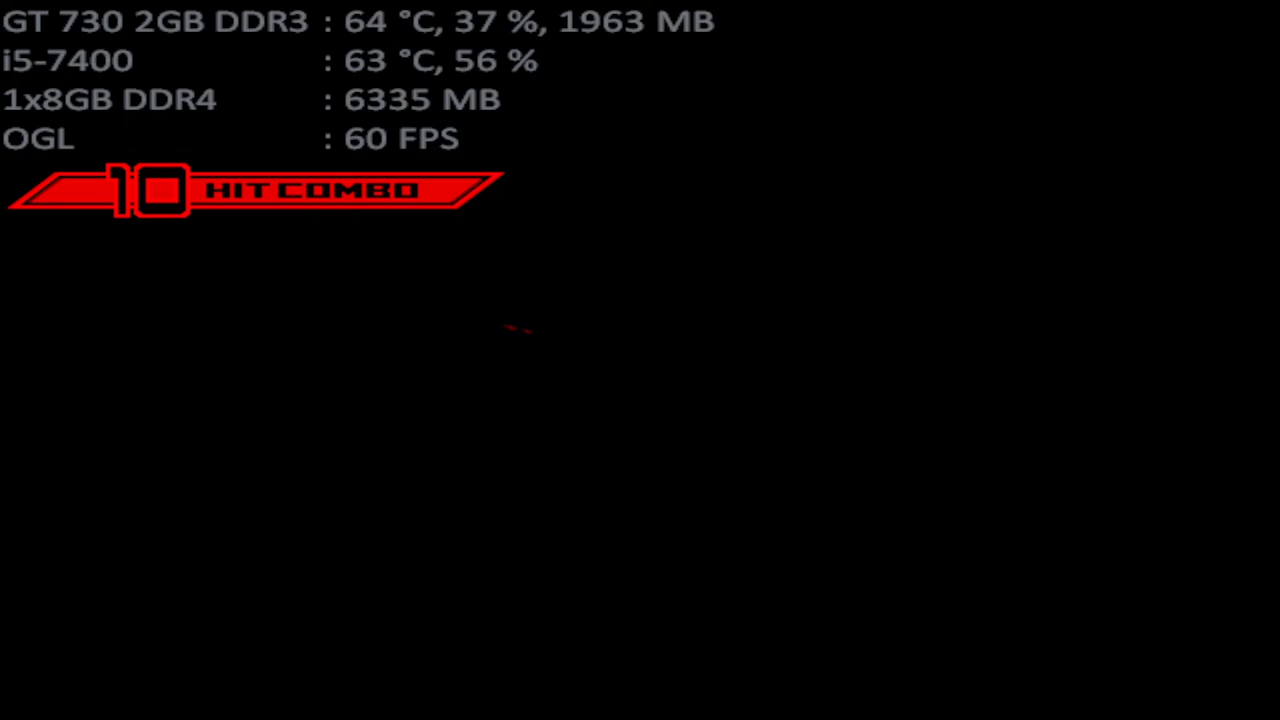 GT 730 2GB DDR3 : 64 °C, 37 %, 1963 MB
i5-7400 : 63 °C, 56 %
1x8GB DDR4 : 6335 MB
OGL : 60 FPS
10 HIT COMBO